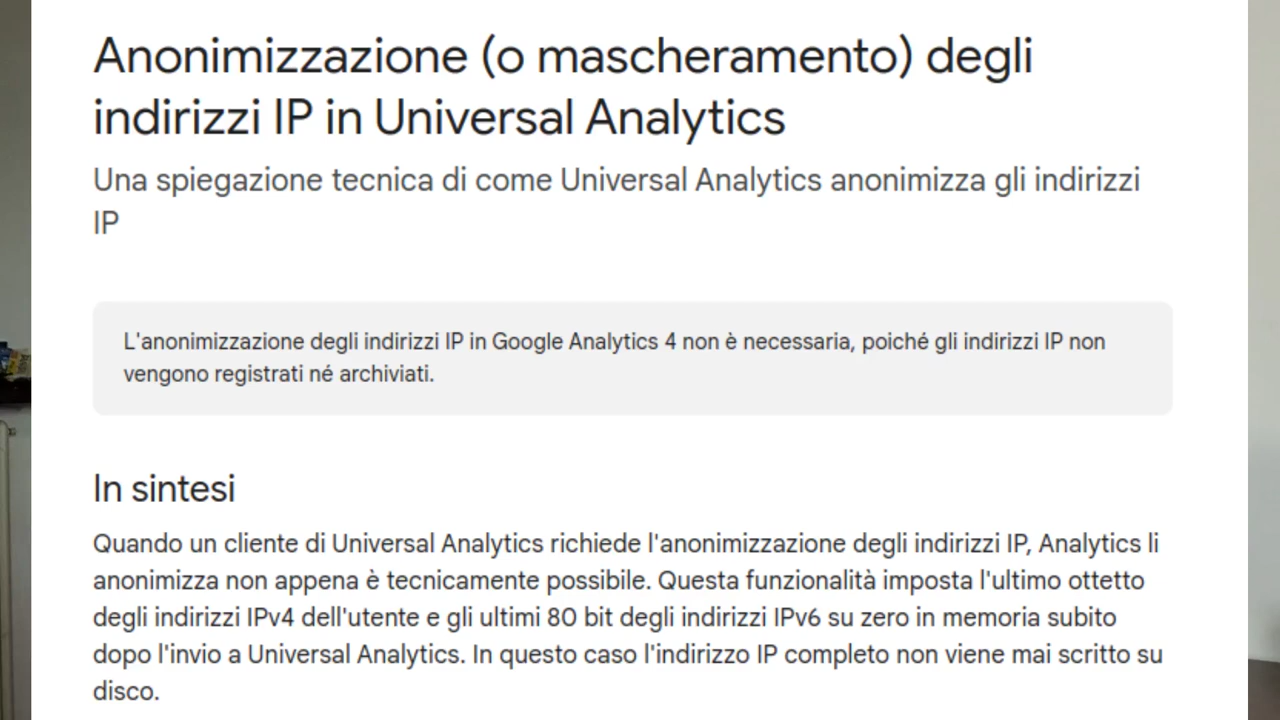 Anonimizzazione (o mascheramento) degli
indirizzi IP in Universal Analytics
Una spiegazione tecnica di come Universal Analytics anonimizza gli indirizzi
IP
L'anonimizzazione degli indirizzi IP in Google Analytics 4 non è necessaria, poiché gli indirizzi IP non
vengono registrati né archiviati.
In sintesi
Quando un cliente di Universal Analytics richiede l'anonimizzazione degli indirizzi IP, Analytics li
anonimizza non appena è tecnicamente possibile. Questa funzionalità imposta l'ultimo ottetto
degli indirizzi IPv4 dell'utente e gli ultimi 80 bit degli indirizzi IPv6 su zero in memoria subito
dopo l'invio a Universal Analytics. In questo caso l'indirizzo IP completo non viene mai scritto su
disco.